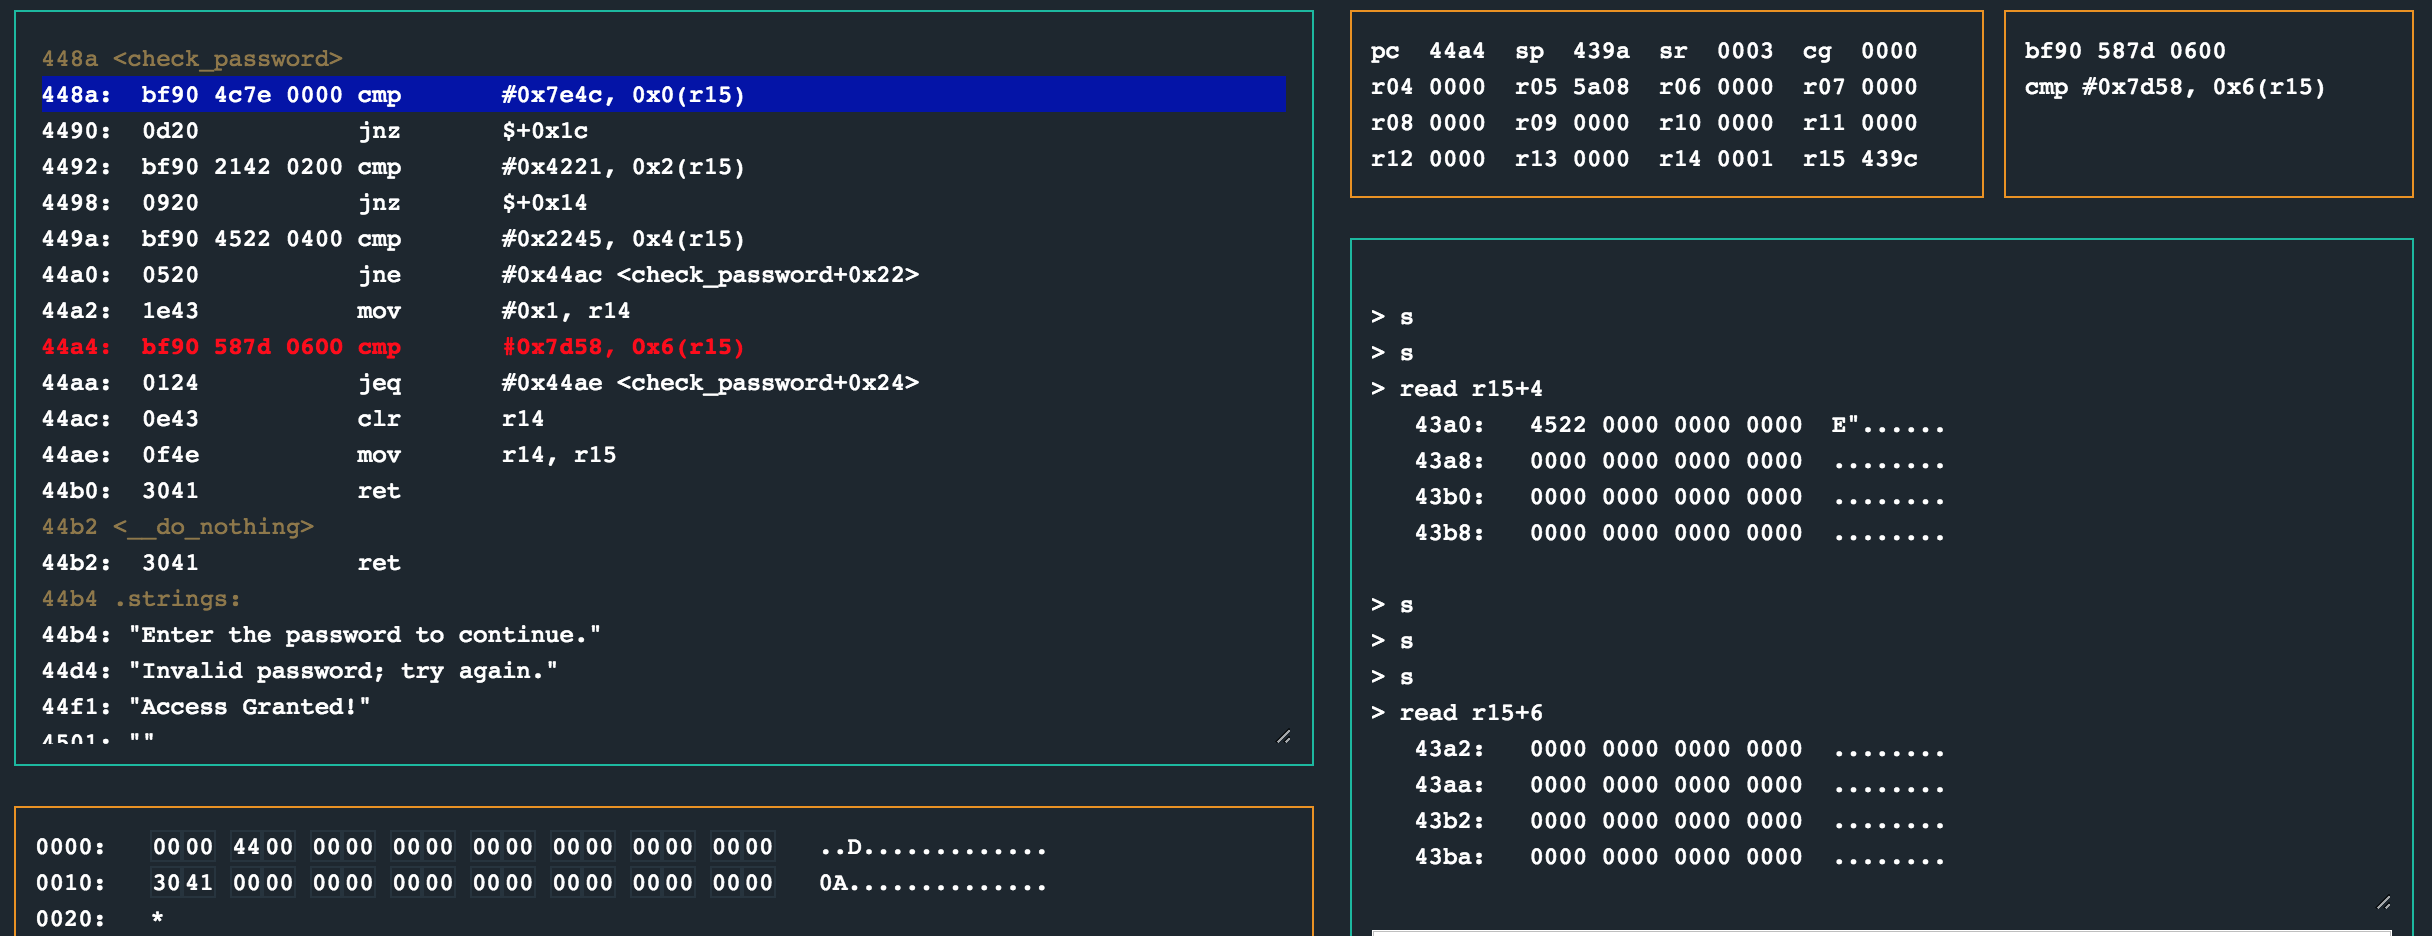 448a <check_password>
448a: bf90 4c7e 0000 cmp #0x7e4c, 0x0(r15)
4490: 0d20 jnz $+0x1c
4492: bf90 2142 0200 cmp #0x4221, 0x2(r15)
4498: 0920 jnz $+0x14
449a: bf90 4522 0400 cmp #0x2245, 0x4(r15)
44a0: 0520 jne #0x44ac <check_password+0x22>
44a2: 1e43 mov #0x1, r14
44a4: bf90 587d 0600 cmp #0x7d58, 0x6(r15)
44aa: 0124 jeq #0x44ae <check_password+0x24>
44ac: 0e43 clr r14
44ae: 0f4e mov r14, r15
44b0: 3041 ret
44b2 <__do_nothing>
44b2: 3041 ret
44b4 .strings:
44b4: "Enter the password to continue."
44d4: "Invalid password; try again."
44f1: "Access Granted!"
4501: ""
0000: 0000 4400 0000 0000 0000 0000 0000 0000 ..D.............
0010: 3041 0000 0000 0000 0000 0000 0000 0000 0A..............
0020: *
pc 44a4 sp 439a sr 0003 cg 0000
r04 0000 r05 5a08 r06 0000 r07 0000
r08 0000 r09 0000 r10 0000 r11 0000
r12 0000 r13 0000 r14 0001 r15 439c
bf90 587d 0600
cmp #0x7d58, 0x6(r15)
> s
> s
> read r15+4
43a0: 4522 0000 0000 0000 E"......
43a8: 0000 0000 0000 0000 ........
43b0: 0000 0000 0000 0000 ........
43b8: 0000 0000 0000 0000 ........
> s
> s
> s
> read r15+6
43a2: 0000 0000 0000 0000 ........
43aa: 0000 0000 0000 0000 ........
43b2: 0000 0000 0000 0000 ........
43ba: 0000 0000 0000 0000 ........